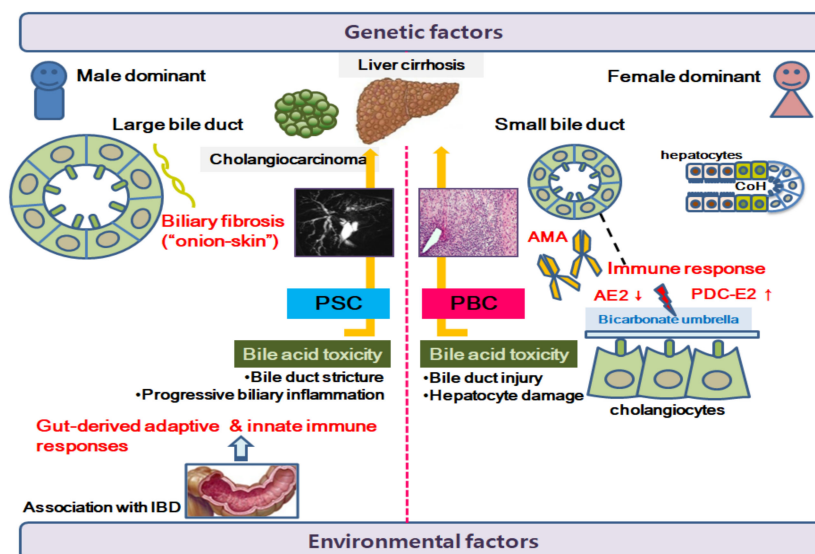 Genetic factors
Male dominant
Liver cirrhosis
Female dominant
Large bile duct
Cholangiocarcinoma
Small bile duct
hepatocytes
CoH
Biliary fibrosis
("onion-skin")
AMA
Immune response
AE2 ↓
PDC-E2 ↑
PSC
PBC
Bicarbonate umbrella
Bile acid toxicity
•Bile duct stricture
•Progressive biliary inflammation
Bile acid toxicity
•Bile duct injury
•Hepatocyte damage
cholangiocytes
Gut-derived adaptive & innate immune
responses
Association with IBD
Environmental factors